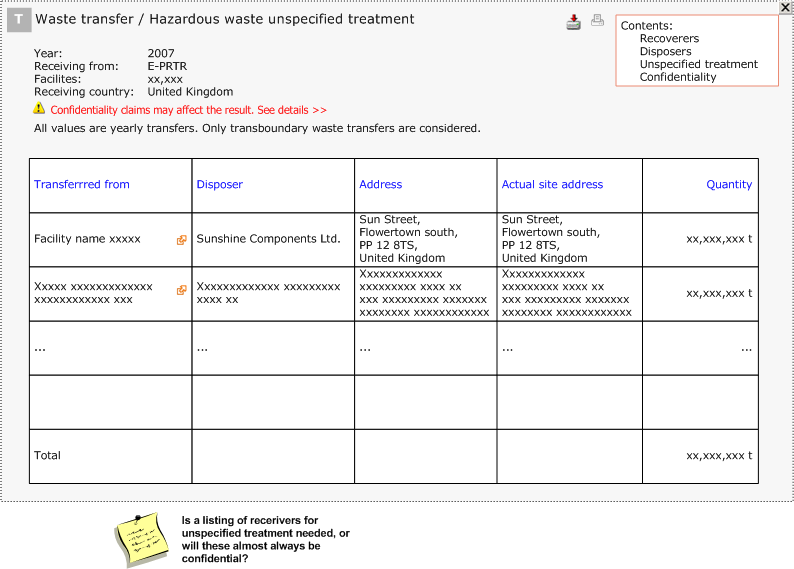 T Waste transfer / Hazardous waste unspecified treatment
X
Contents:
Recoverers
Disposers
Unspecified treatment
Confidentiality
Year: 2007
Receiving from: E-PRTR
Facilites: xx,xxx
Receiving country: United Kingdom
Confidentiality claims may affect the result. See details >>
All values are yearly transfers. Only transboundary waste transfers are considered.
Transferrred from Disposer Address Actual site address Quantity
Facility name xxxxx
Sunshine Components Ltd.
Sun Street,
Flowertown south,
PP 12 8TS,
United Kingdom
Sun Street,
Flowertown south,
PP 12 8TS,
United Kingdom
xx,xxx,xxx t
Xxxxx xxxxxxxxxxxxx
xxxxxxxxxxxx xxx
Xxxxxxxxxxxxx xxxxxxxxx
xxxx xx
Xxxxxxxxxxxxx
xxxxxxxxx xxxx xx
xxx xxxxxxxxx xxxxxxx
xxxxxxxx xxxxxxxxxxxx
Xxxxxxxxxxxxx
xxxxxxxxx xxxx xx
xxx xxxxxxxxx xxxxxxx
xxxxxxxx xxxxxxxxxxxx
xx,xxx,xxx t
... ... ... ... ...
Total xx,xxx,xxx t
Is a listing of recerivers for
unspecified treatment needed, or
will these almost always be
confidential?